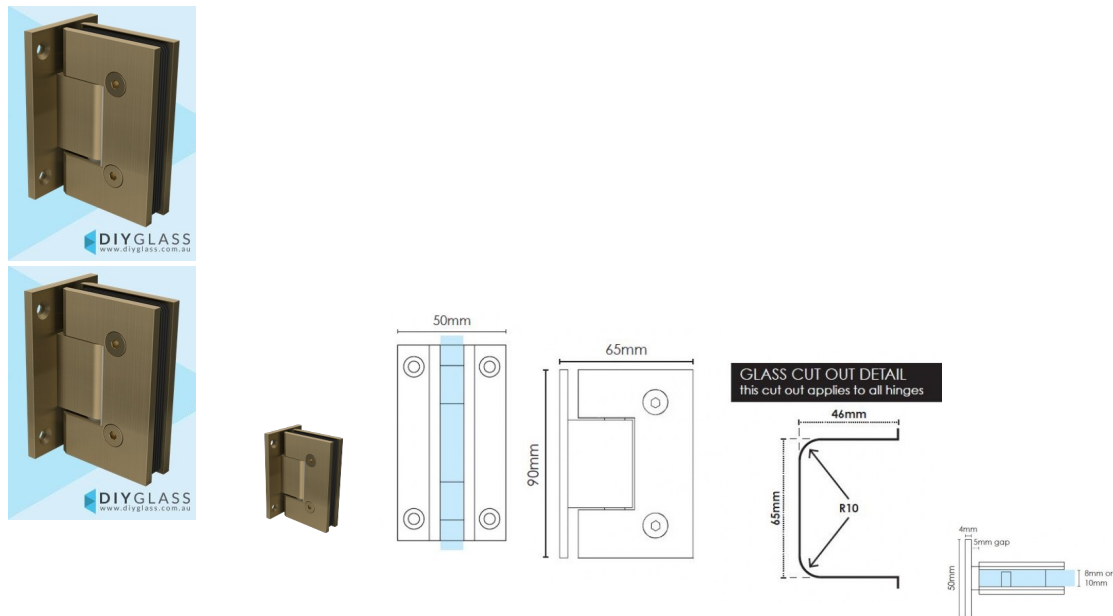 DIYGLASS
www.diyglass.com.au
DIYGLASS
www.diyglass.com.au
50mm
65mm
90mm
GLASS CUT OUT DETAIL
this cut out applies to all hinges
46mm
65mm
R10
4mm
5mm gap
50mm
8mm or
10mm